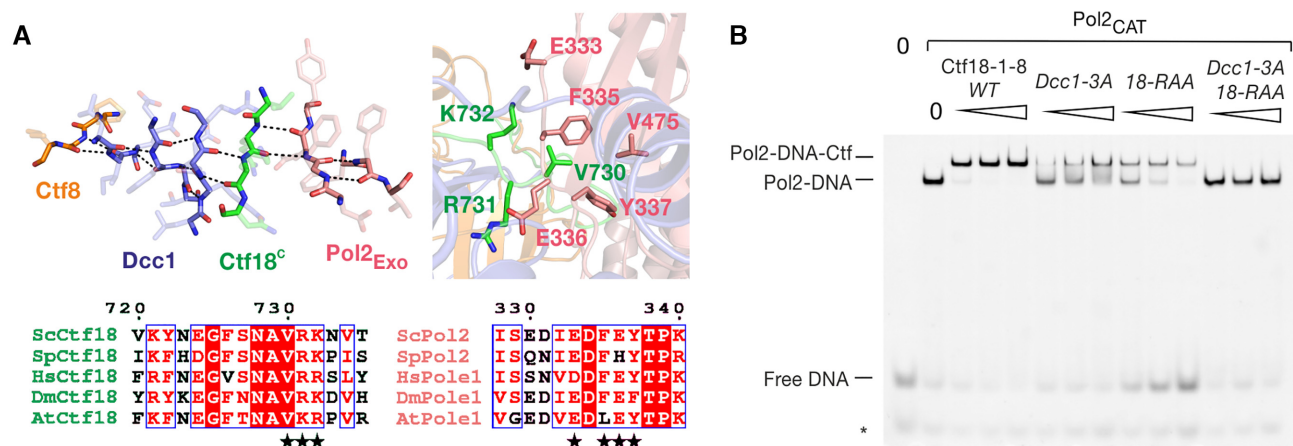 A
Ctf8
Dcc1
Ctf18ᶜ
Pol2Exo
E333
K732
F335
V475
V730
R731
Y337
E336
720 730
ScCtf18 VKYNEGFSNAVRKNVT
SpCtf18 IKFHDGFSNAVRKPIS
HsCtf18 FRFNEGVSNAVRRSLY
DmCtf18 YRYKEGFNNAVRKDVH
AtCtf18 FKFNEGFTNAVKRPVR
330 340
ScPol2 ISEDIEDFEYTPK
SpPol2 ISQNIEDFHYTPR
HsPole1 ISSNVDDFEFTPK
DmPole1 VSEDIEDFEFTPK
AtPole1 VGEDVEDLEYTPK
B
Pol2CAT
0
Ctf18-1-8
WT
Dcc1-3A
18-RAA
Dcc1-3A
18-RAA
0
Pol2-DNA-Ctf
Pol2-DNA
Free DNA
*